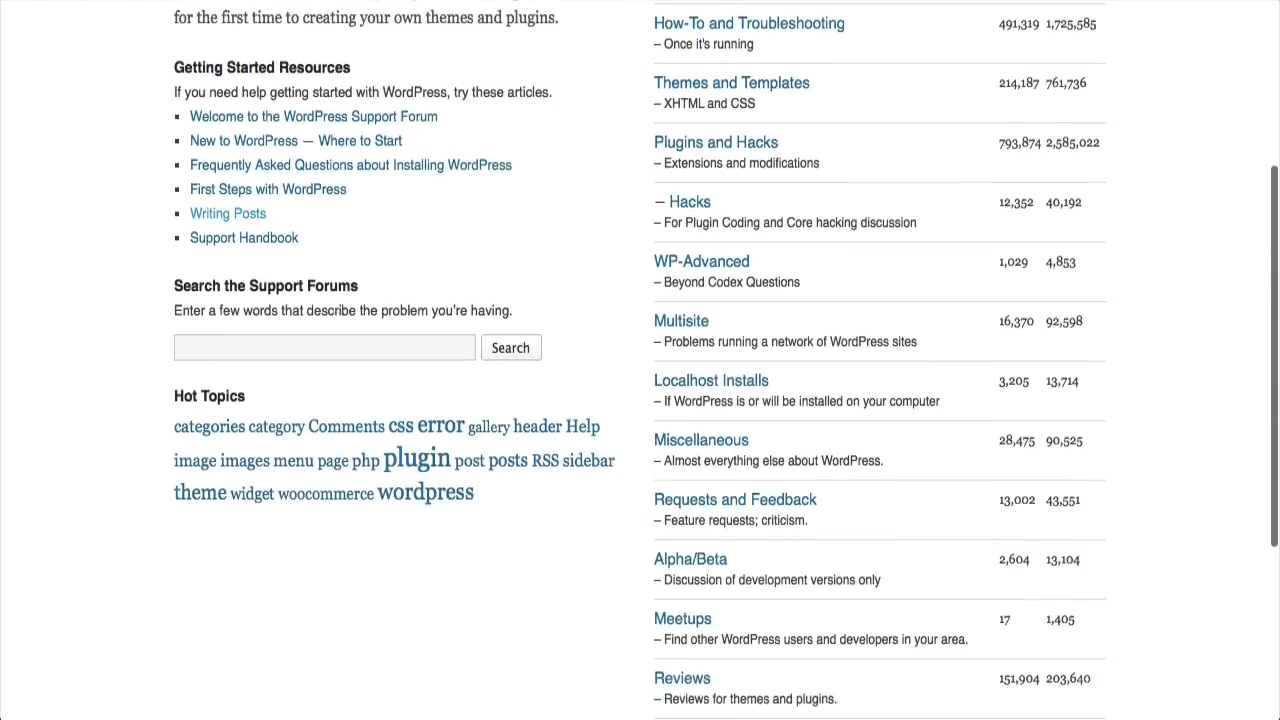 for the first time to creating your own themes and plugins.
Getting Started Resources
If you need help getting started with WordPress, try these articles.
Welcome to the WordPress Support Forum
New to WordPress — Where to Start
Frequently Asked Questions about Installing WordPress
First Steps with WordPress
Writing Posts
Support Handbook
Search the Support Forums
Enter a few words that describe the problem you're having.
Search
Hot Topics
categories category Comments css error gallery header Help
image images menu page php plugin post posts RSS sidebar
theme widget woocommerce wordpress
How-To and Troubleshooting 491,319 1,725,585
– Once it's running
Themes and Templates 214,187 761,736
– XHTML and CSS
Plugins and Hacks 793,874 2,585,022
– Extensions and modifications
— Hacks 12,352 40,192
– For Plugin Coding and Core hacking discussion
WP-Advanced 1,029 4,853
– Beyond Codex Questions
Multisite 16,370 92,598
– Problems running a network of WordPress sites
Localhost Installs 3,205 13,714
– If WordPress is or will be installed on your computer
Miscellaneous 28,475 90,525
– Almost everything else about WordPress.
Requests and Feedback 13,002 43,551
– Feature requests; criticism.
Alpha/Beta 2,604 13,104
– Discussion of development versions only
Meetups 17 1,405
– Find other WordPress users and developers in your area.
Reviews 151,904 203,640
– Reviews for themes and plugins.